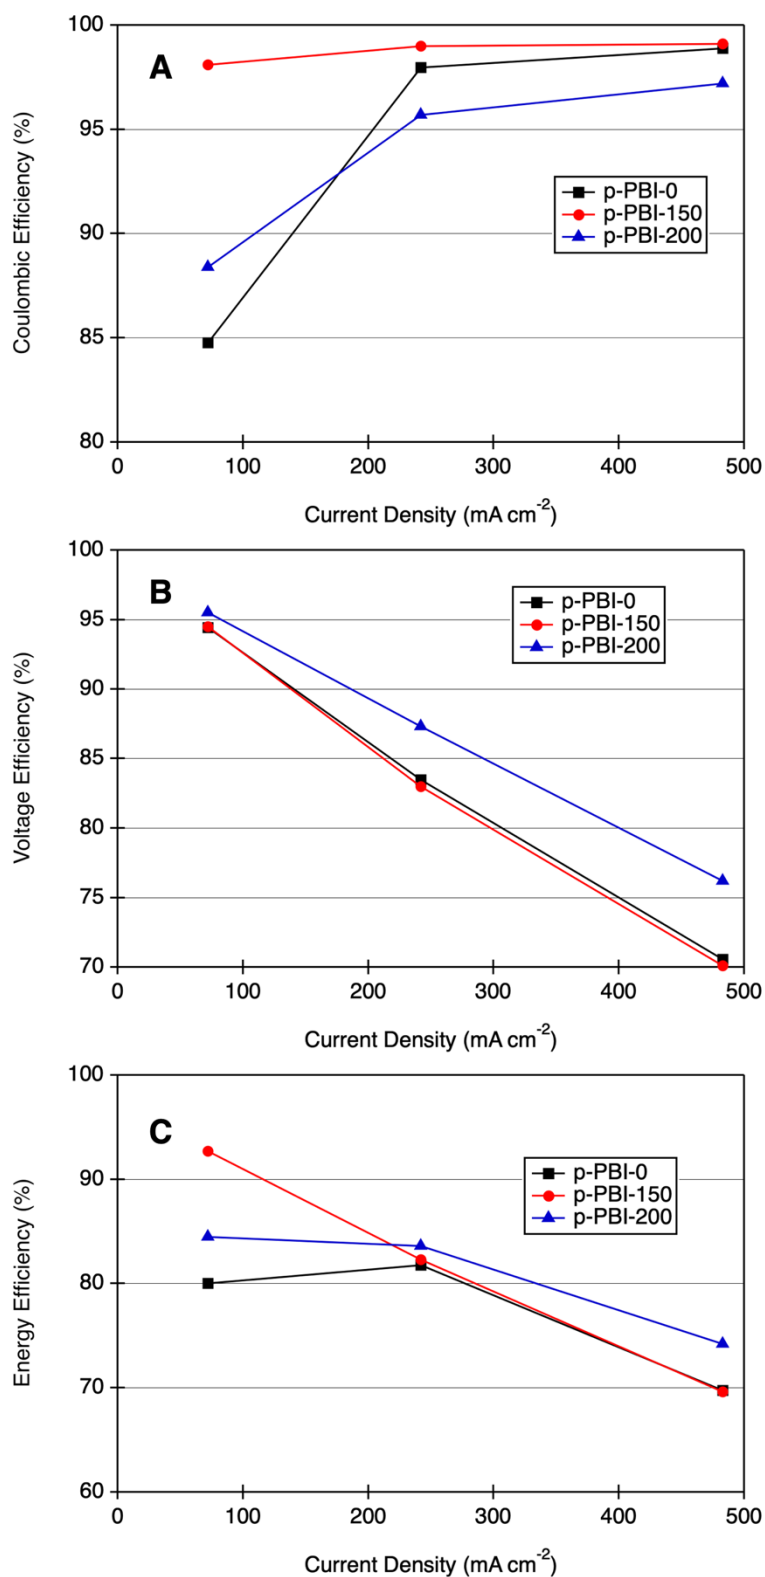 100
95
90
85
80
Coulombic Efficiency (%)
A
p-PBI-0
p-PBI-150
p-PBI-200
0 100 200 300 400 500
Current Density (mA cm⁻²)
100
95
90
85
80
75
70
Voltage Efficiency (%)
B
p-PBI-0
p-PBI-150
p-PBI-200
0 100 200 300 400 500
Current Density (mA cm⁻²)
100
90
80
70
60
Energy Efficiency (%)
C
p-PBI-0
p-PBI-150
p-PBI-200
0 100 200 300 400 500
Current Density (mA cm⁻²)